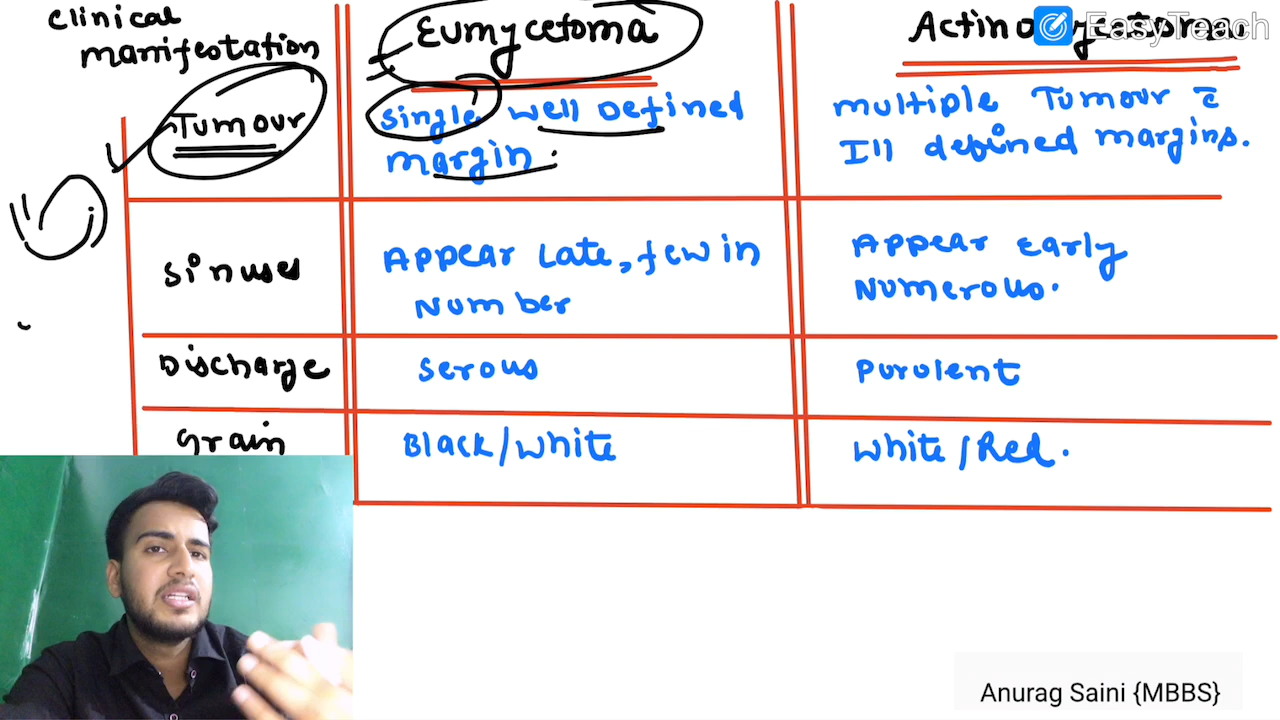 Clinical manifestation
Eumycetoma
EasyTeach
Tumour
Single well Defined margin.
multiple Tumour c̄ Ill defined margins.
Sinuses
Appear Late, few in Number
Appear Early Numerous.
Discharge
Serous
Purulent
Grain
Black/White
White/Red.
Anurag Saini {MBBS}